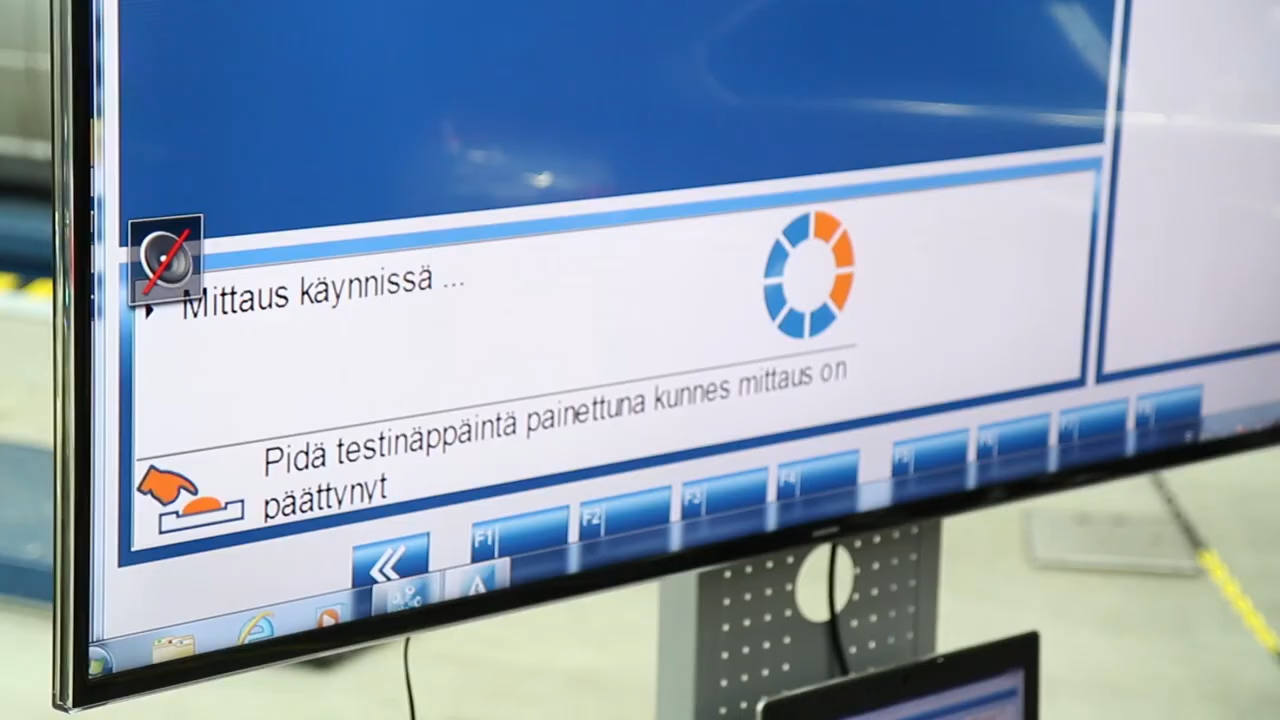 Mittaus käynnissä ...
Pidä testinäppäintä painettuna kunnes mittaus on
päättynyt
F1
F2
F3
F4